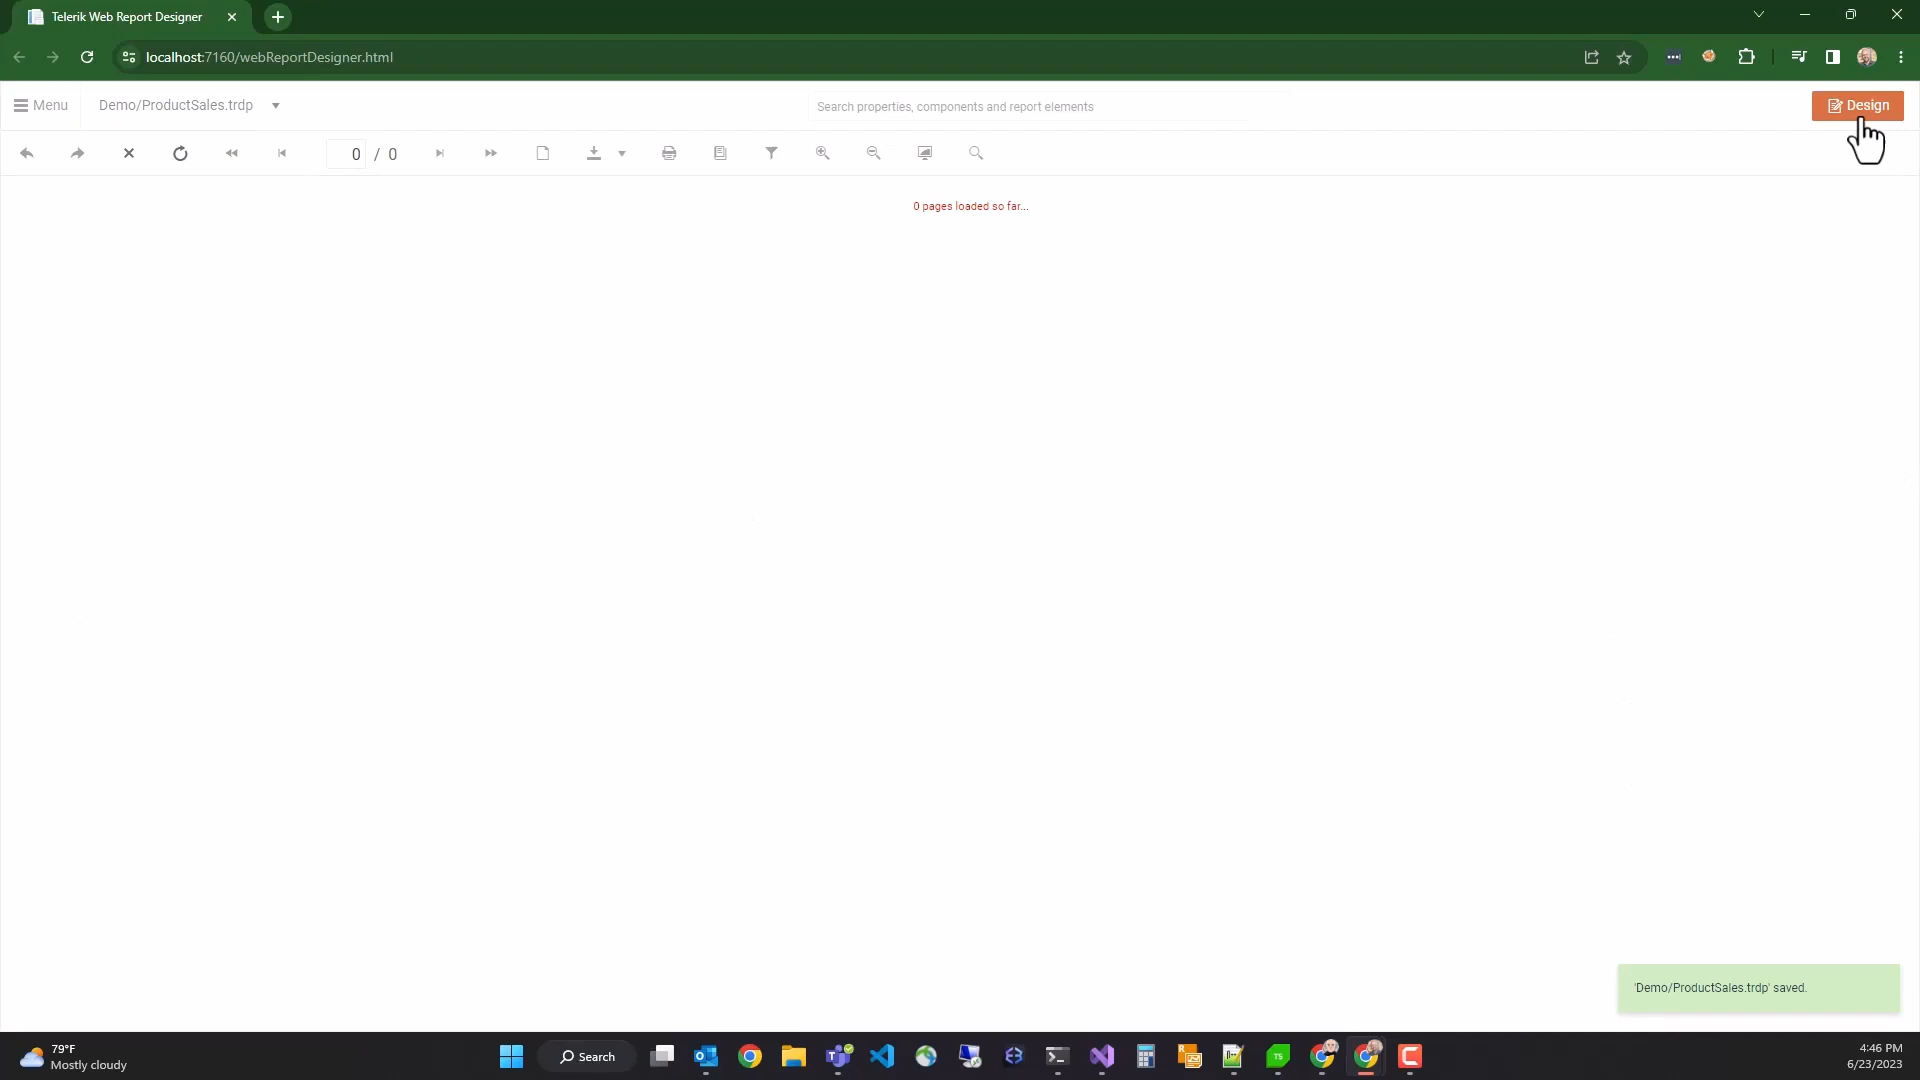 Telerik Web Report Designer
localhost:7160/webReportDesigner.html
Menu
Demo/ProductSales.trdp
Search properties, components and report elements
Design
0 / 0
0 pages loaded so far...
'Demo/ProductSales.trdp' saved.
79°F
Mostly cloudy
Search
TS
4:46 PM
6/23/2023